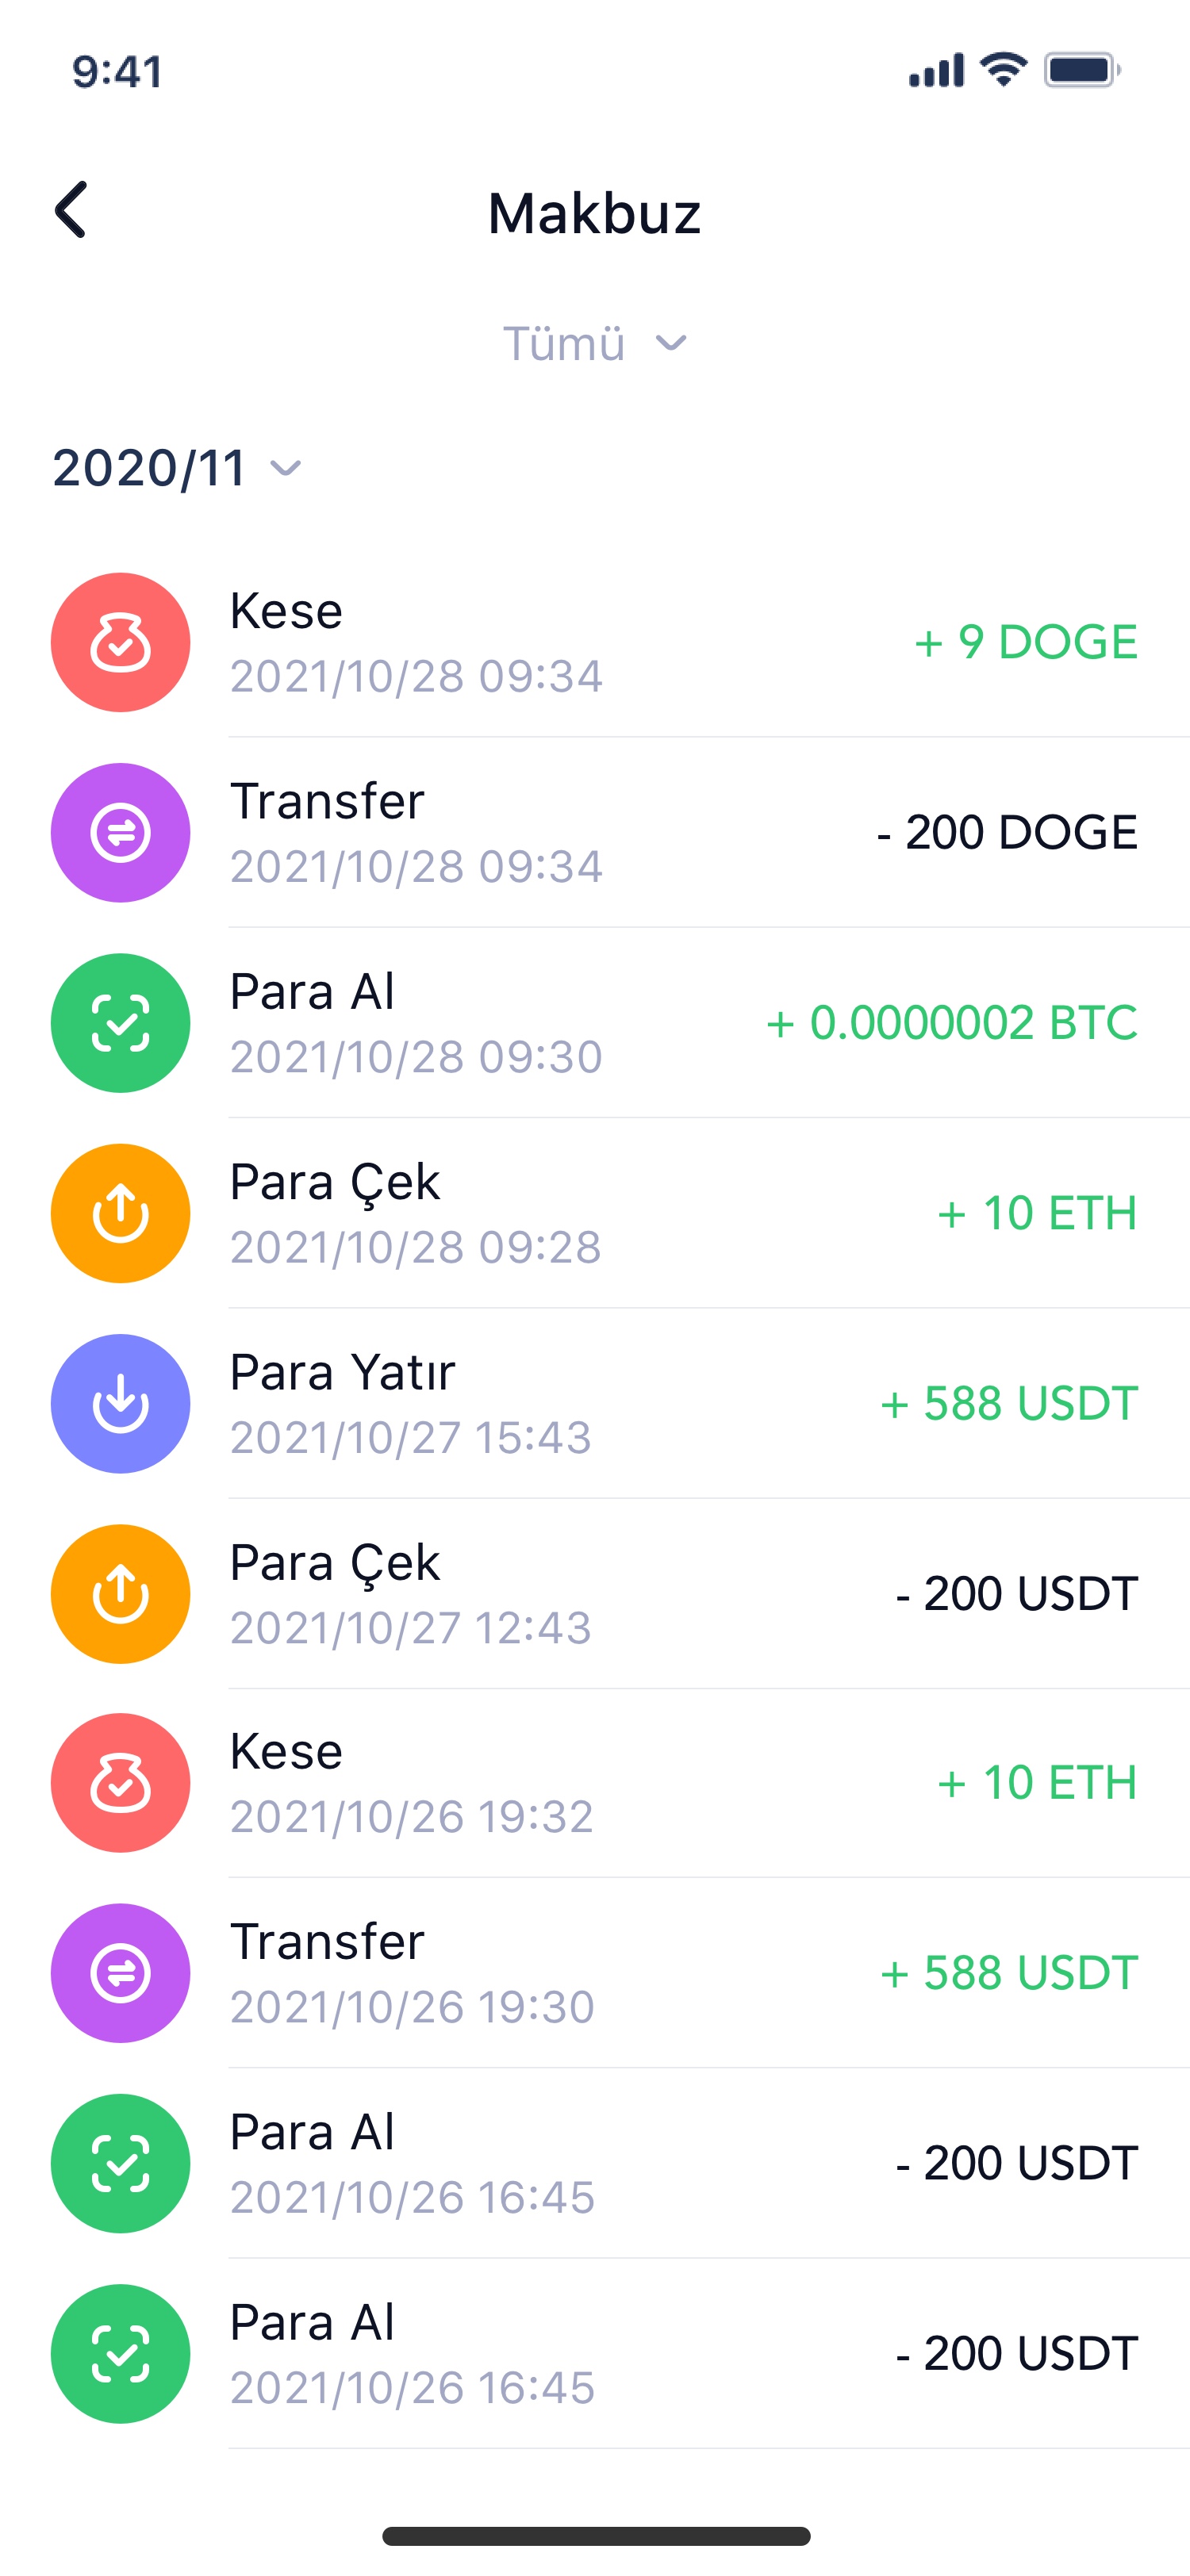 9:41
Makbuz
Tümü
2020/11
Kese
2021/10/28 09:34
+ 9 DOGE
Transfer
2021/10/28 09:34
- 200 DOGE
Para Al
2021/10/28 09:30
+ 0.0000002 BTC
Para Çek
2021/10/28 09:28
+ 10 ETH
Para Yatır
2021/10/27 15:43
+ 588 USDT
Para Çek
2021/10/27 12:43
- 200 USDT
Kese
2021/10/26 19:32
+ 10 ETH
Transfer
2021/10/26 19:30
+ 588 USDT
Para Al
2021/10/26 16:45
- 200 USDT
Para Al
2021/10/26 16:45
- 200 USDT